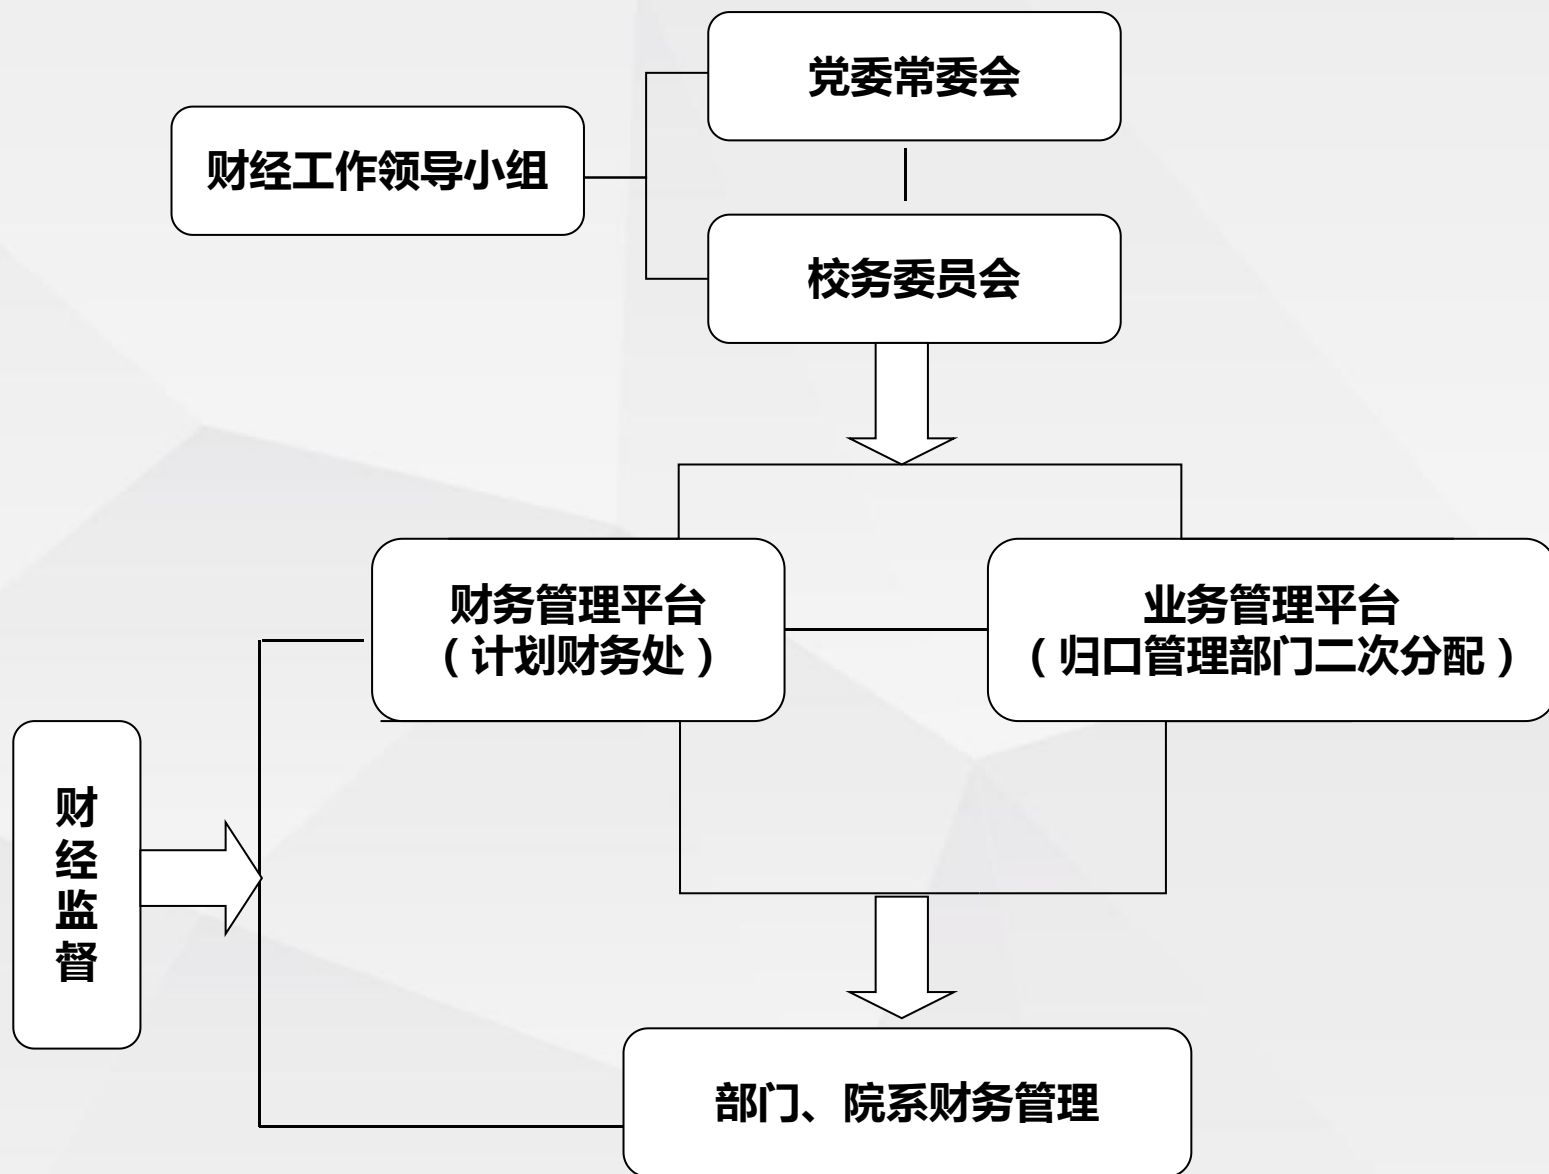 党委常委会
财经工作领导小组
校务委员会
财务管理平台
（计划财务处）
业务管理平台
（归口管理部门二次分配）
财
经
监
督
部门、院系财务管理